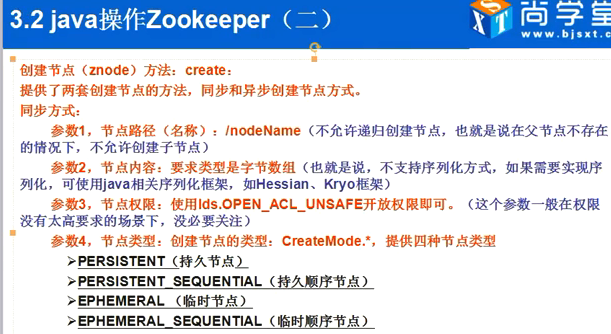 3.2 java操作Zookeeper（二）
尚学堂
www.bjsxt.com
创建节点（znode）方法：create：
提供了两套创建节点的方法，同步和异步创建节点方式。
同步方式：
参数1，节点路径（名称）：/nodeName（不允许递归创建节点，也就是说在父节点不存在
的情况下，不允许创建子节点）
参数2，节点内容：要求类型是字节数组（也就是说，不支持序列化方式，如果需要实现序
列化，可使用java相关序列化框架，如Hessian、Kryo框架）
参数3，节点权限：使用Ids.OPEN_ACL_UNSAFE开放权限即可。（这个参数一般在权限
没有太高要求的场景下，没必要关注）
参数4，节点类型：创建节点的类型：CreateMode.*，提供四种节点类型
➢PERSISTENT（持久节点）
➢PERSISTENT_SEQUENTIAL（持久顺序节点）
➢EPHEMERAL（临时节点）
➢EPHEMERAL_SEQUENTIAL（临时顺序节点）